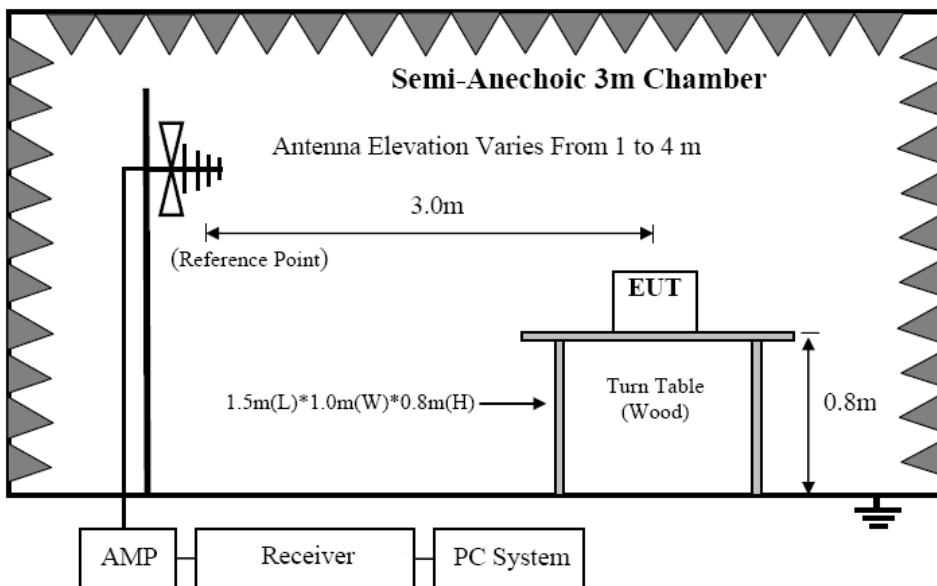 Semi-Anechoic 3m Chamber
Antenna Elevation Varies From 1 to 4 m
3.0m
(Reference Point)
EUT
1.5m(L)*1.0m(W)*0.8m(H)
Turn Table
(Wood)
0.8m
AMP
Receiver
PC System